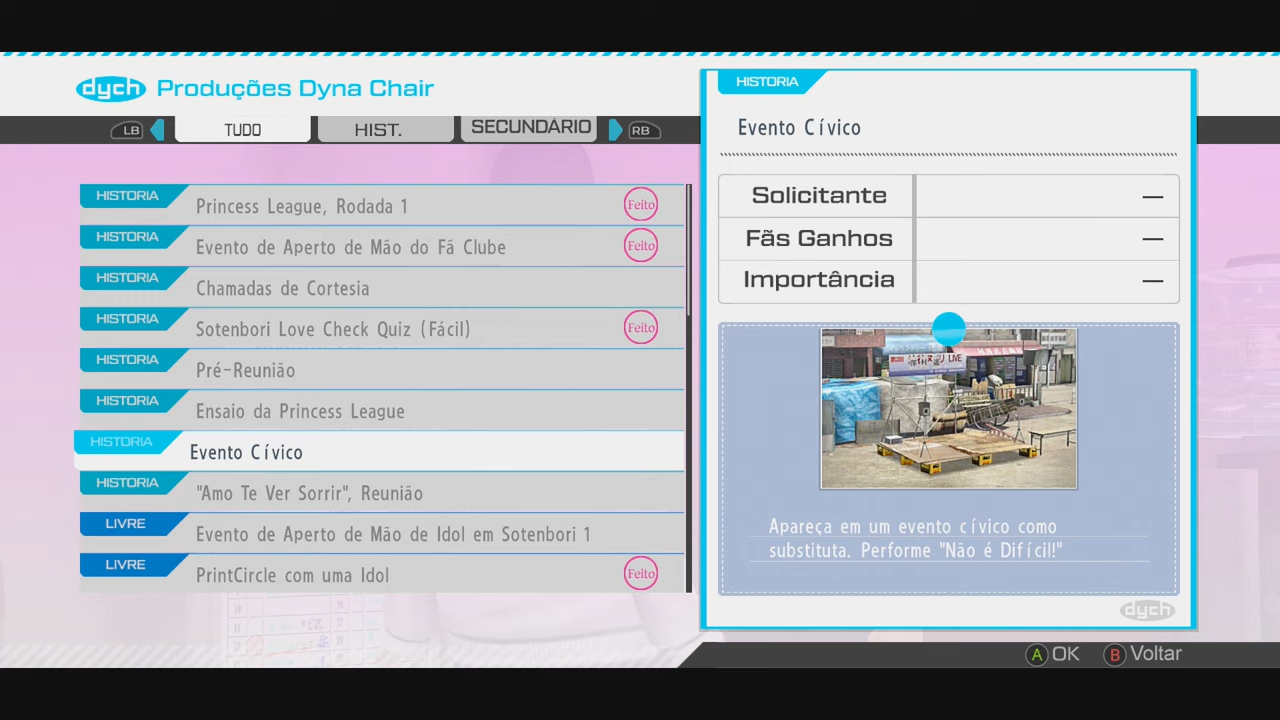 dych Produções Dyna Chair
LB TUDO HIST. SECUNDÁRIO RB
HISTORIA Princess League, Rodada 1 Feito
HISTORIA Evento de Aperto de Mão do Fã Clube Feito
HISTORIA Chamadas de Cortesia
HISTORIA Sotenbori Love Check Quiz (Fácil) Feito
HISTORIA Pré-Reunião
HISTORIA Ensaio da Princess League
HISTORIA Evento Cívico
HISTORIA "Amo Te Ver Sorrir", Reunião
LIVRE Evento de Aperto de Mão de Idol em Sotenbori 1
LIVRE PrintCircle com uma Idol Feito
HISTORIA
Evento Cívico
Solicitante —
Fãs Ganhos —
Importância —
LIVE
Apareça em um evento cívico como
substituta. Performe "Não é Difícil!"
dych
A OK B Voltar